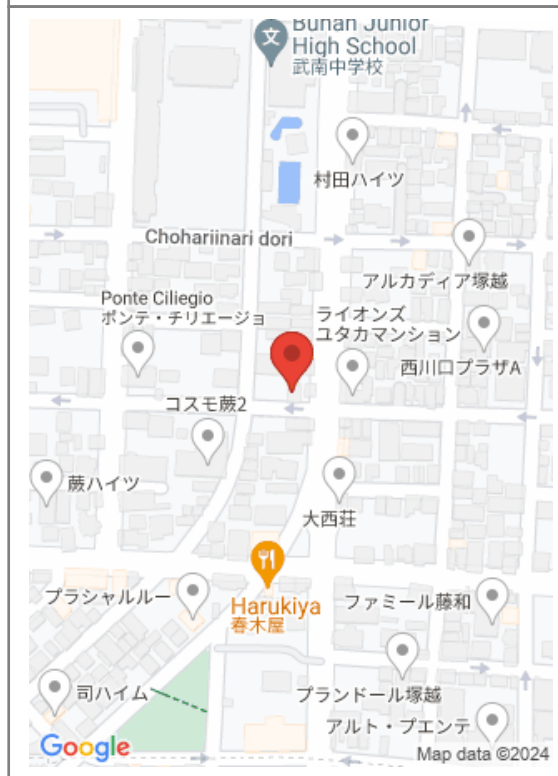 Bunan Junior
High School
武南中学校
文
村田ハイツ
Chohariinari dori
アルカディア塚越
Ponte Ciliegio
ポンテ・チリエージョ
ライオンズ
ユタカマンション
西川口プラザA
コスモ蕨2
蕨ハイツ
大西荘
プラシャルルー
Harukiya
春木屋
ファミール藤和
司ハイム
プランドール塚越
アルト・プエンテ
Google
Map data ©2024